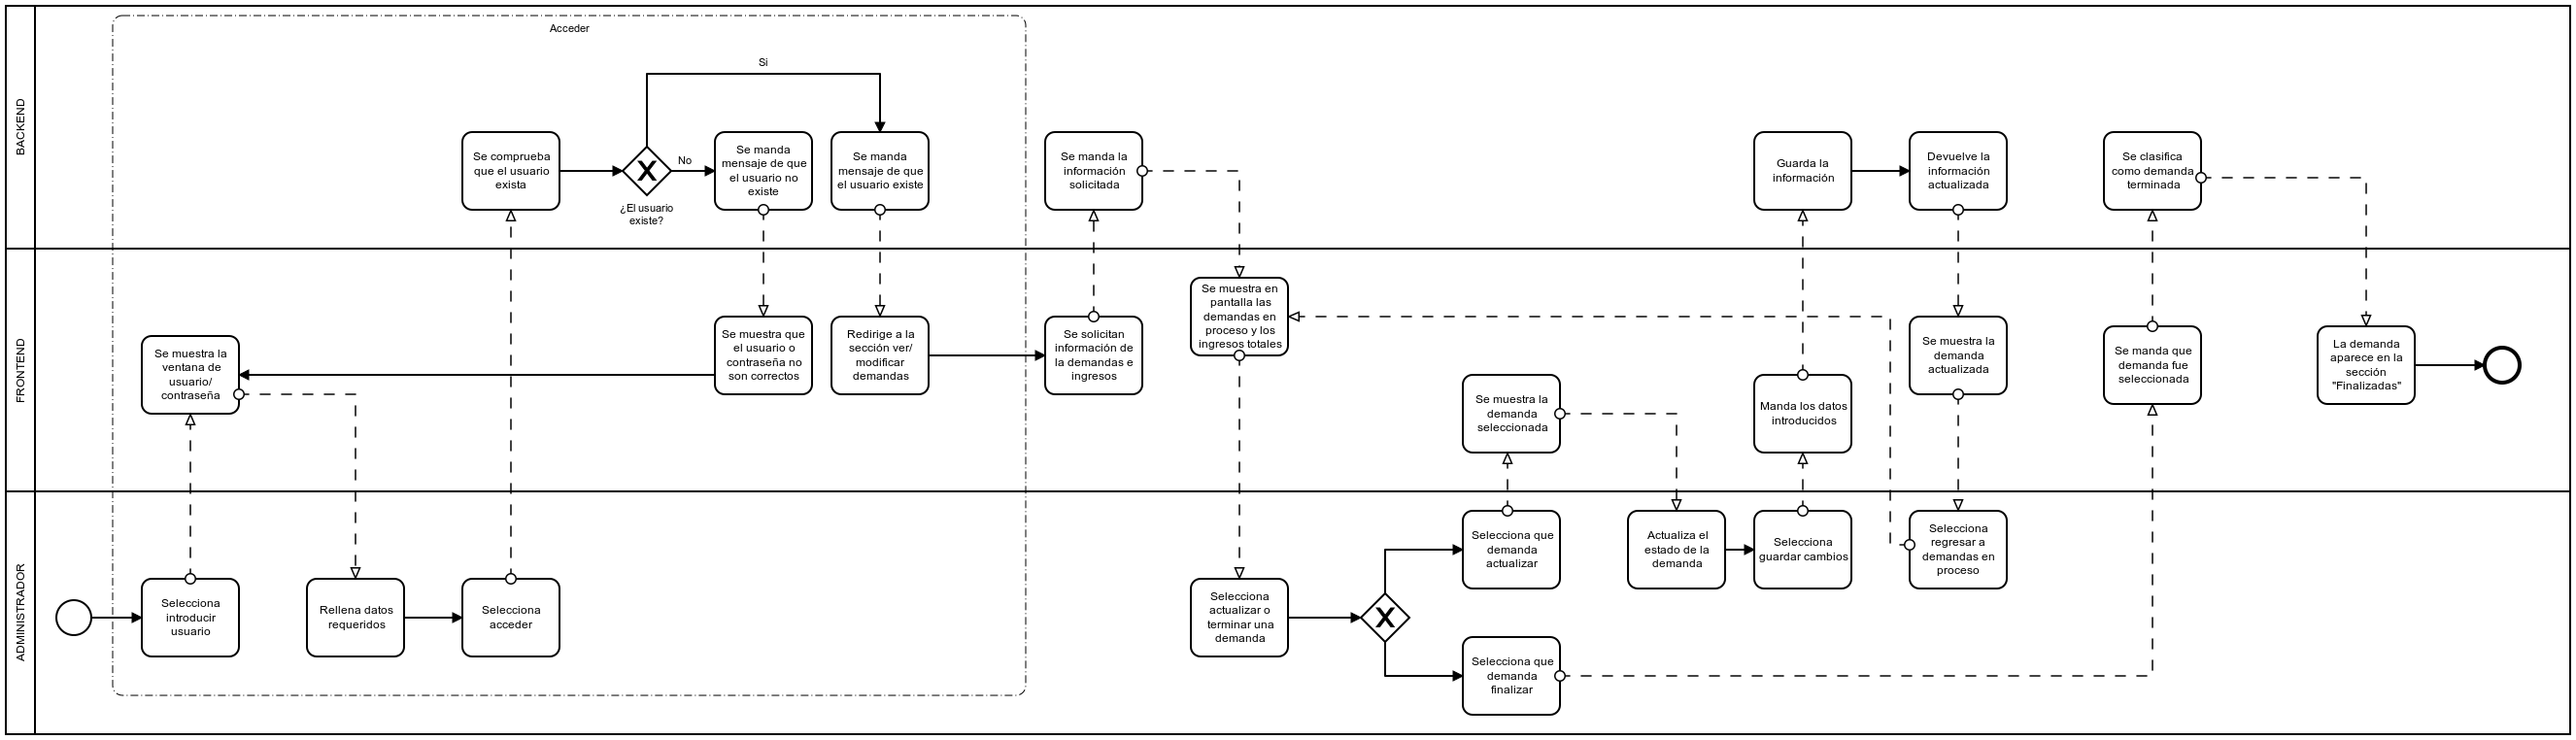 Acceder
Si
BACKEND
Se comprueba
que el usuario
exista
No
¿El usuario
existe?
Se manda
mensaje de que
el usuario no
existe
Se manda
mensaje de que
el usuario existe
Se manda la
información
solicitada
Guarda la
información
Devuelve la
información
actualizada
Se clasifica
como demanda
terminada
FRONTEND
Se muestra la
ventana de
usuario/
contraseña
Se muestra que
el usuario o
contraseña no
son correctos
Redirige a la
sección ver/
modificar
demandas
Se solicitan
información de
la demandas e
ingresos
Se muestra en
pantalla las
demandas en
proceso y los
ingresos totales
Se muestra la
demanda
seleccionada
Manda los datos
introducidos
Se muestra la
demanda
actualizada
Se manda que
demanda fue
seleccionada
La demanda
aparece en la
sección
"Finalizadas"
ADMINISTRADOR
Selecciona
introducir
usuario
Rellena datos
requeridos
Selecciona
acceder
Selecciona
actualizar o
terminar una
demanda
Selecciona que
demanda
actualizar
Selecciona que
demanda
finalizar
Actualiza el
estado de la
demanda
Selecciona
guardar cambios
Selecciona
regresar a
demandas en
proceso